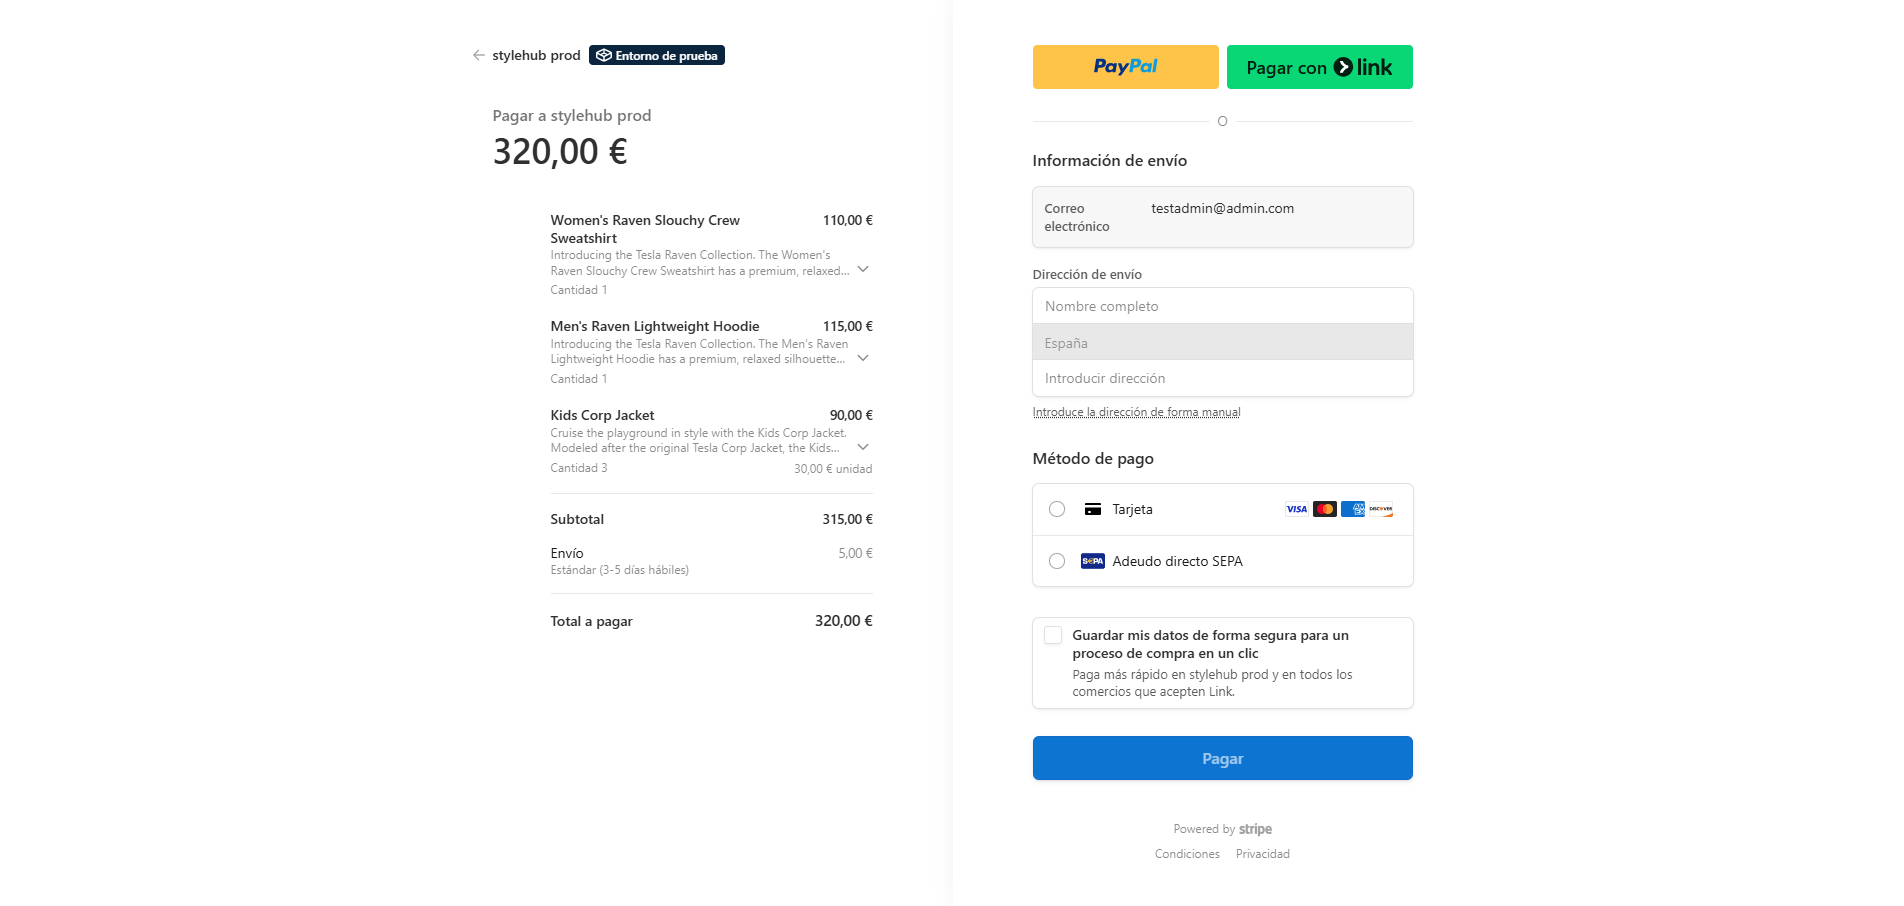 stylehub prod
Entorno de prueba
Pagar a stylehub prod
320,00 €
Women's Raven Slouchy Crew Sweatshirt
110,00 €
Introducing the Tesla Raven Collection. The Women's
Raven Slouchy Crew Sweatshirt has a premium, relaxed...
Cantidad 1
Men's Raven Lightweight Hoodie
115,00 €
Introducing the Tesla Raven Collection. The Men's Raven
Lightweight Hoodie has a premium, relaxed silhouette...
Cantidad 1
Kids Corp Jacket
90,00 €
Cruise the playground in style with the Kids Corp Jacket.
Modeled after the original Tesla Corp Jacket, the Kids...
Cantidad 3
30,00 € unidad
Subtotal
315,00 €
Envío
5,00 €
Estándar (3-5 días hábiles)
Total a pagar
320,00 €
PayPal
Pagar con link
O
Información de envío
Correo
electrónico
testadmin@admin.com
Dirección de envío
Nombre completo
España
Introducir dirección
Introduce la dirección de forma manual
Método de pago
Tarjeta
VISA
AMEX
DISCOVER
SEPA
Adeudo directo SEPA
Guardar mis datos de forma segura para un
proceso de compra en un clic
Paga más rápido en stylehub prod y en todos los
comercios que acepten Link.
Pagar
Powered by stripe
Condiciones
Privacidad